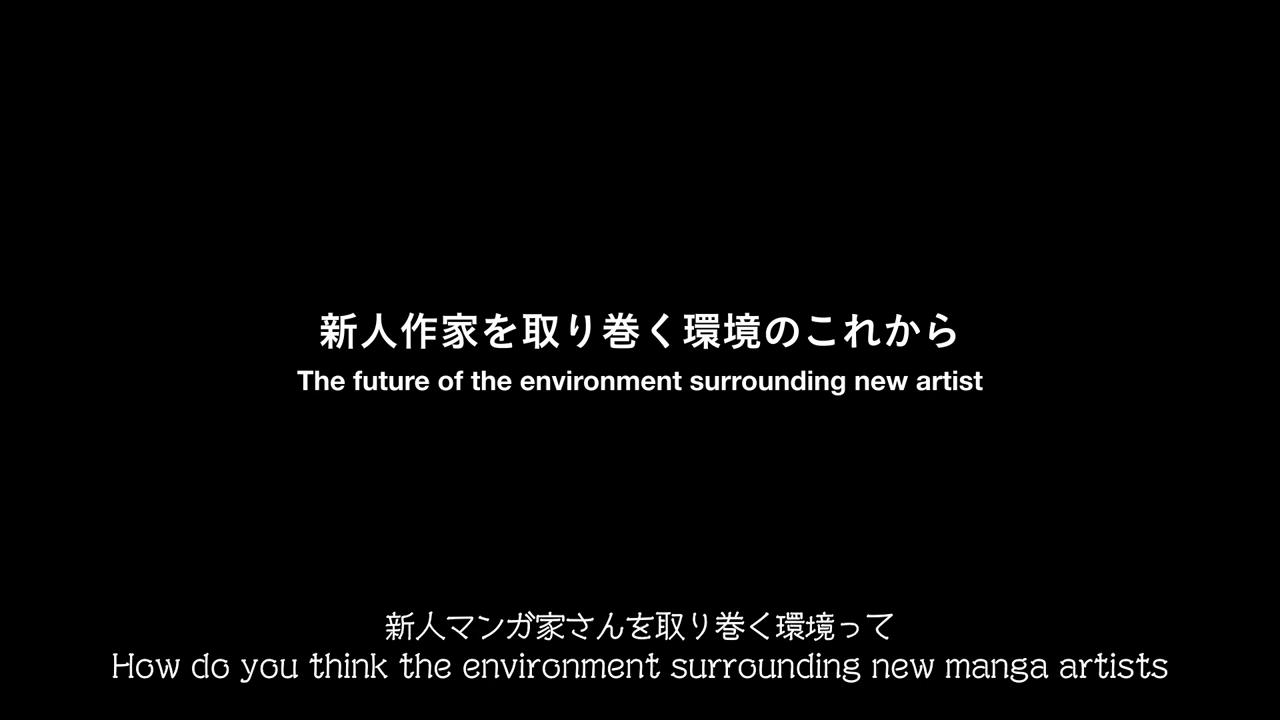 新人作家を取り巻く環境のこれから
The future of the environment surrounding new artist
新人マンガ家さんを取り巻く環境って
How do you think the environment surrounding new manga artists